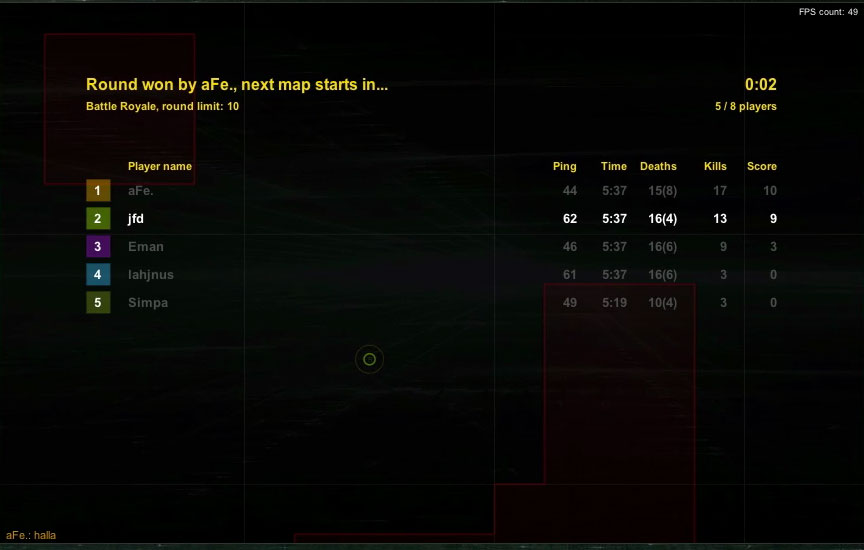 FPS count: 49
Round won by aFe., next map starts in... 0:02
Battle Royale, round limit: 10 5 / 8 players
Player name Ping Time Deaths Kills Score
1 aFe. 44 5:37 15(8) 17 10
2 jfd 62 5:37 16(4) 13 9
3 Eman 46 5:37 16(6) 9 3
4 lahjnus 61 5:37 16(6) 3 0
5 Simpa 49 5:19 10(4) 3 0
aFe.: halla